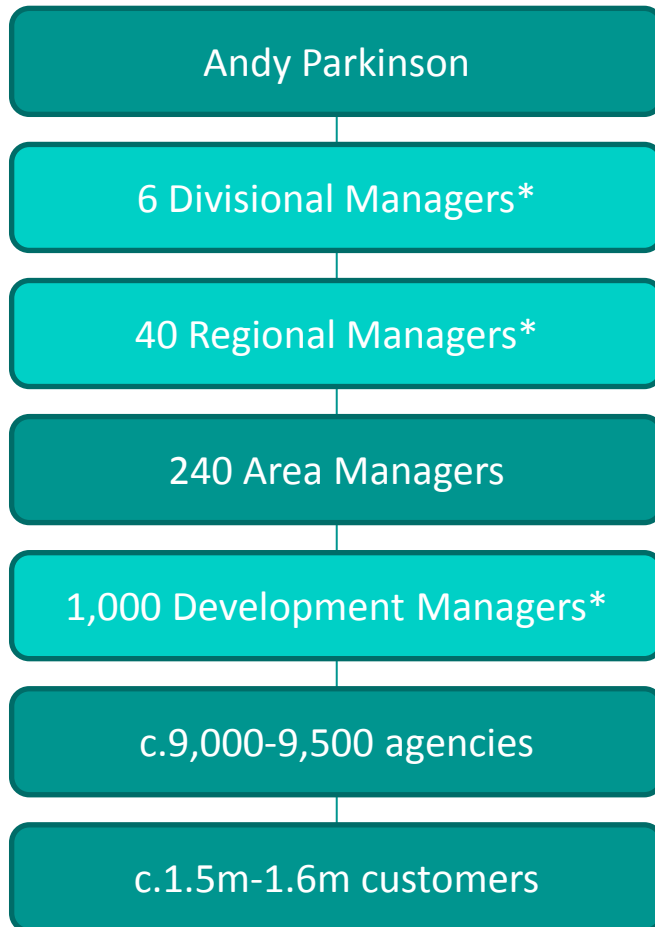 Andy Parkinson
6 Divisional Managers*
40 Regional Managers*
240 Area Managers
1,000 Development Managers*
c.9,000-9,500 agencies
c.1.5m-1.6m customers